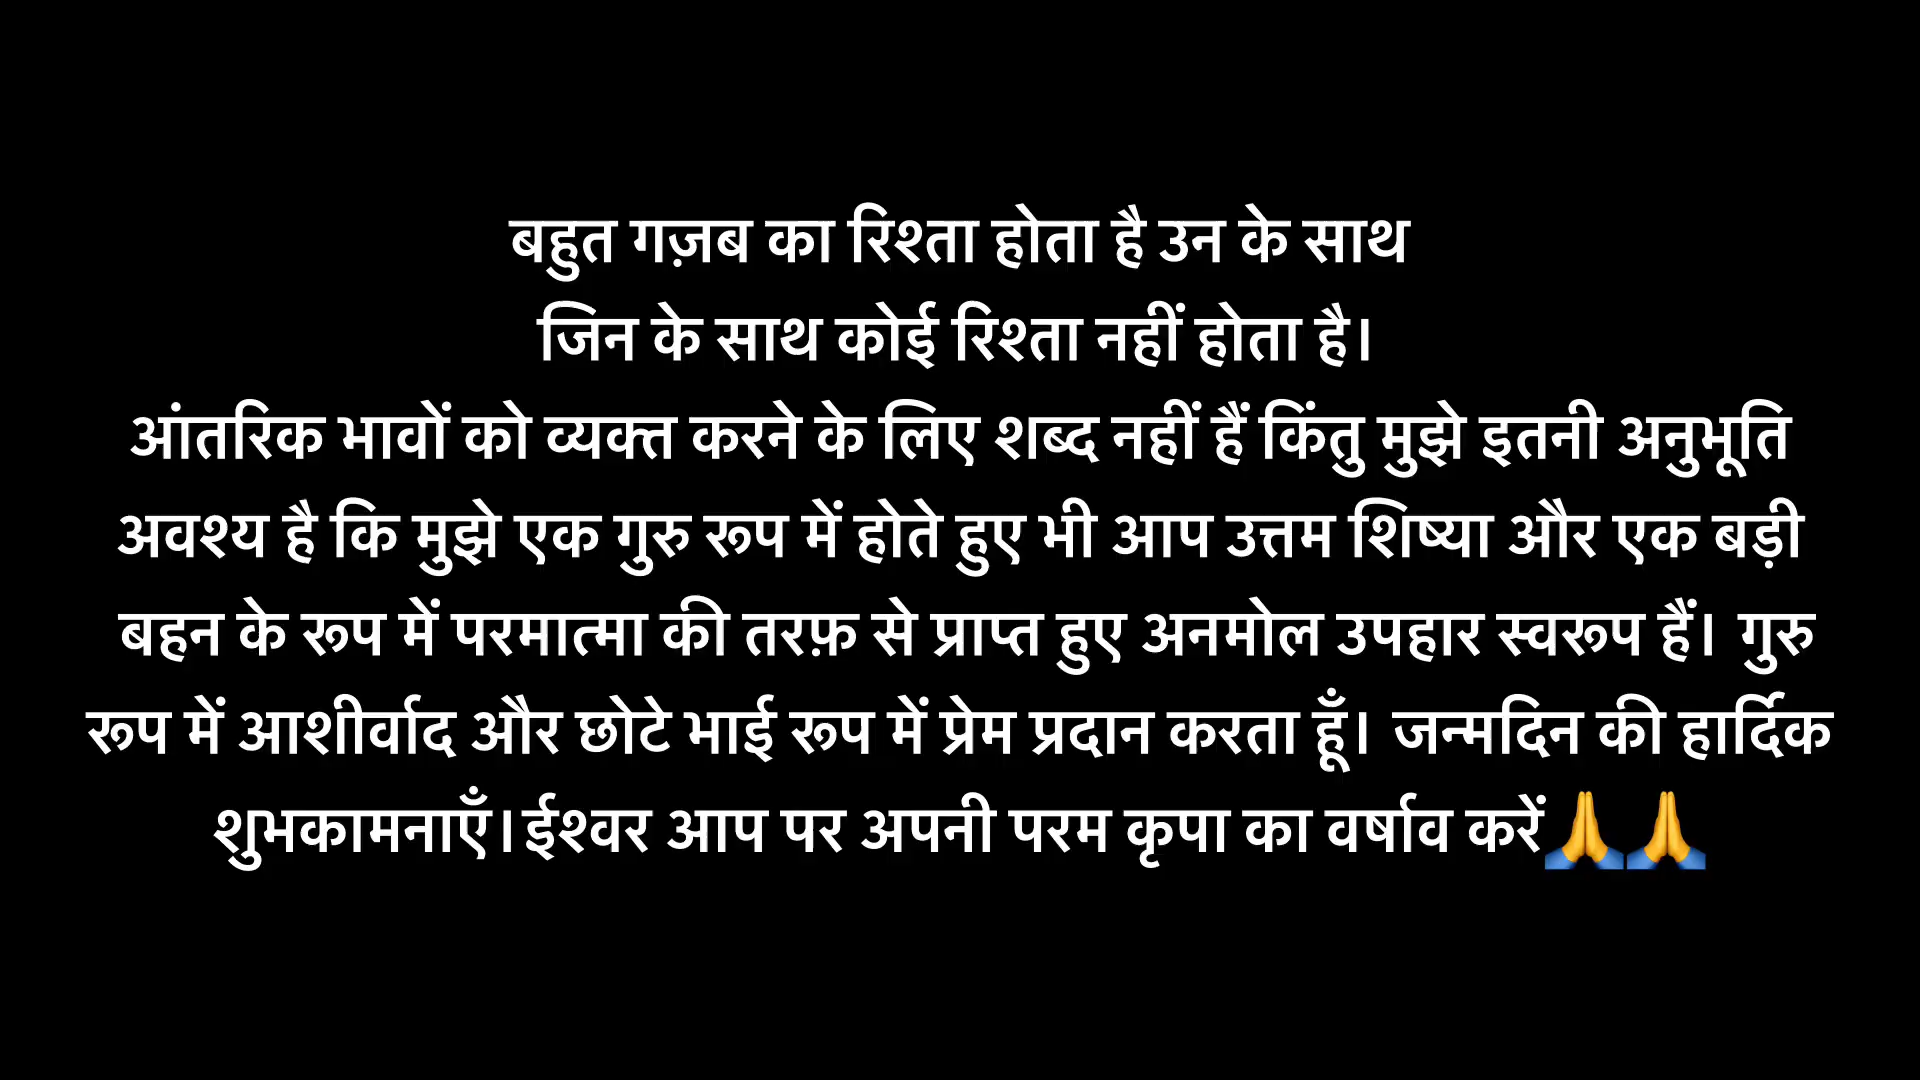 बहुत गज़ब का रिश्ता होता है उन के साथ
जिन के साथ कोई रिश्ता नहीं होता है।
आंतरिक भावों को व्यक्त करने के लिए शब्द नहीं हैं किंतु मुझे इतनी अनुभूति
अवश्य है कि मुझे एक गुरु रूप में होते हुए भी आप उत्तम शिष्या और एक बड़ी
बहन के रूप में परमात्मा की तरफ़ से प्राप्त हुए अनमोल उपहार स्वरूप हैं। गुरु
रूप में आशीर्वाद और छोटे भाई रूप में प्रेम प्रदान करता हूँ। जन्मदिन की हार्दिक
शुभकामनाएँ।ईश्वर आप पर अपनी परम कृपा का वर्षाव करें🙏🙏